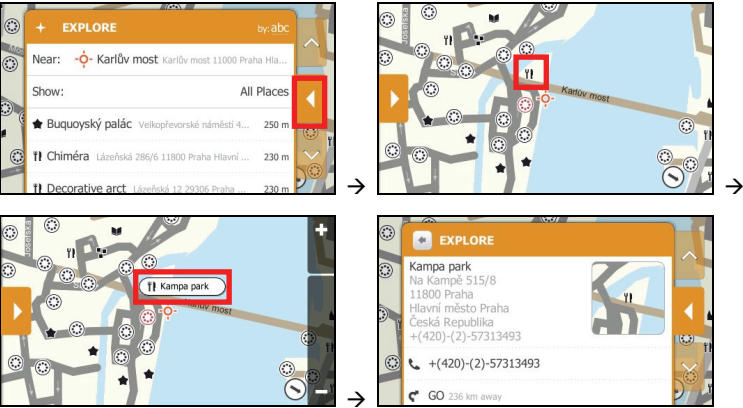 EXPLORE by: abc
Near: Karlův most Karlův most 11000 Praha Hla...
Show: All Places
Buquoyský palác Velkopřevorské náměstí 4... 250 m
Chiméra Lázeňská 286/6 11800 Praha Hlavní ... 230 m
Decorative arct Lázeňská 12 29306 Praha ... 230 m
→
Josefská
Karlův most
→
Josefská
Kampa park
Karlův most
+
−
→
EXPLORE
Kampa park
Na Kampě 515/8
11800 Praha
Hlavní město Praha
Česká Republika
+(420)-(2)-57313493
+(420)-(2)-57313493
GO 236 km away